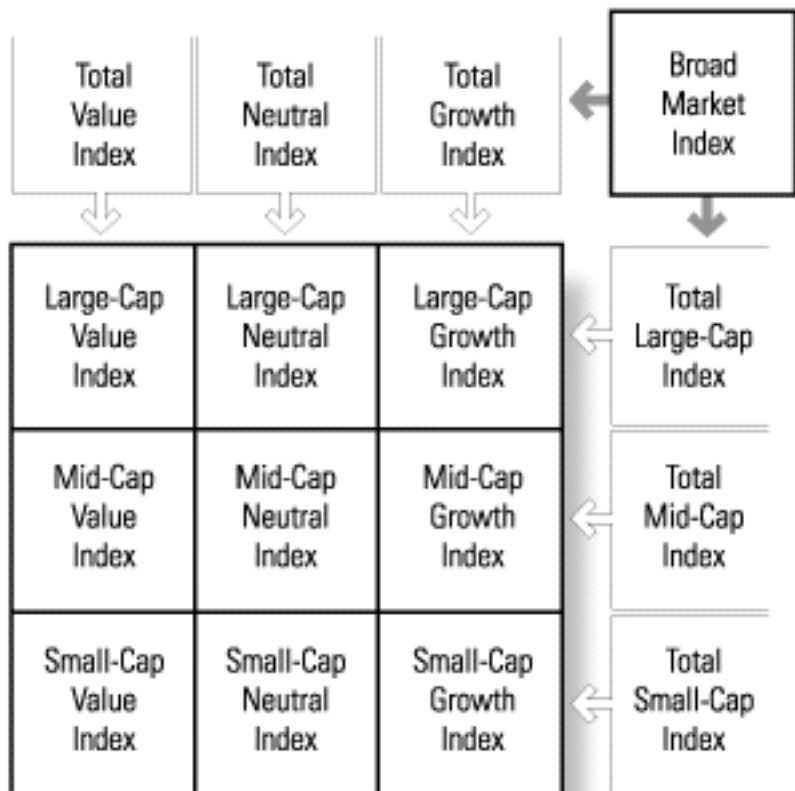 Total
Value
Index
Total
Neutral
Index
Total
Growth
Index
Broad
Market
Index
Large-Cap
Value
Index
Large-Cap
Neutral
Index
Large-Cap
Growth
Index
Total
Large-Cap
Index
Mid-Cap
Value
Index
Mid-Cap
Neutral
Index
Mid-Cap
Growth
Index
Total
Mid-Cap
Index
Small-Cap
Value
Index
Small-Cap
Neutral
Index
Small-Cap
Growth
Index
Total
Small-Cap
Index